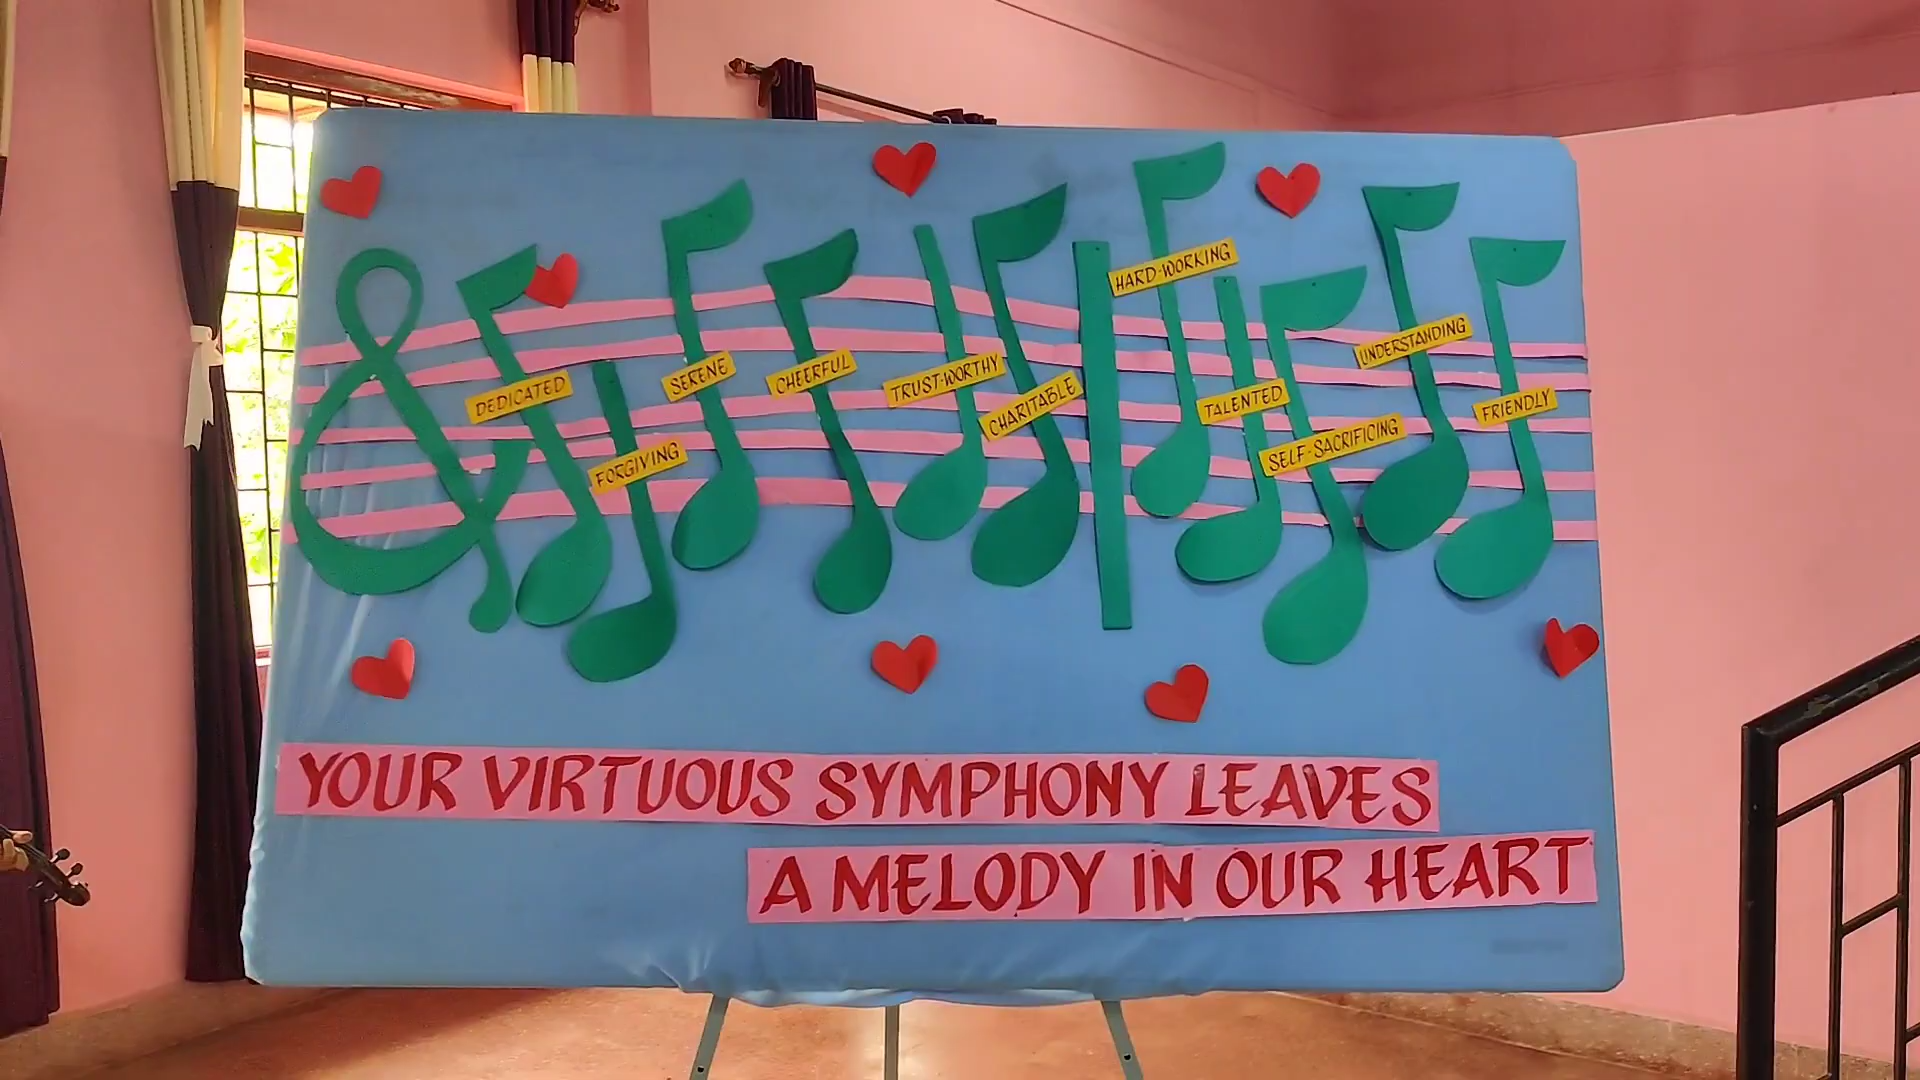 DEDICATED
FORGIVING
SERENE
CHEERFUL
TRUST-WORTHY
CHARITABLE
HARD-WORKING
TALENTED
SELF-SACRIFICING
UNDERSTANDING
FRIENDLY
YOUR VIRTUOUS SYMPHONY LEAVES
A MELODY IN OUR HEART